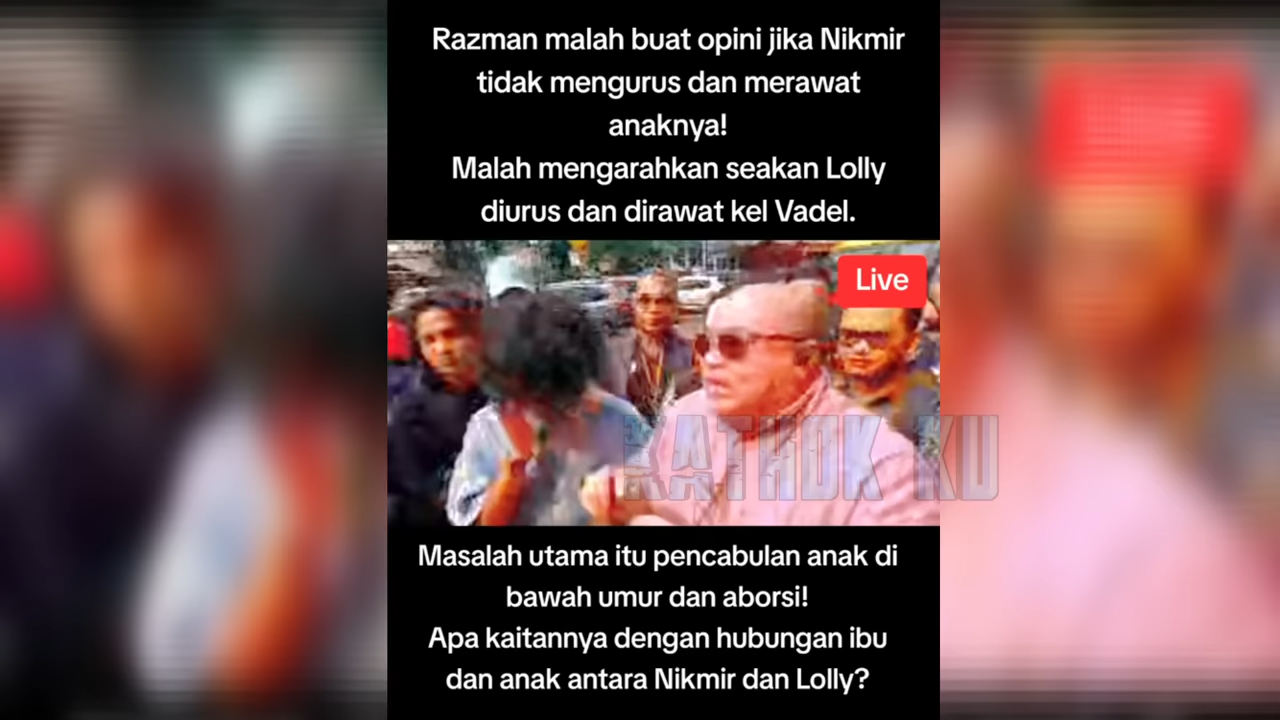 Razman malah buat opini jika Nikmir
tidak mengurus dan merawat
anaknya!
Malah mengarahkan seakan Lolly
diurus dan dirawat kel Vadel.
Live
KATHOK KU
Masalah utama itu pencabulan anak di
bawah umur dan aborsi!
Apa kaitannya dengan hubungan ibu
dan anak antara Nikmir dan Lolly?